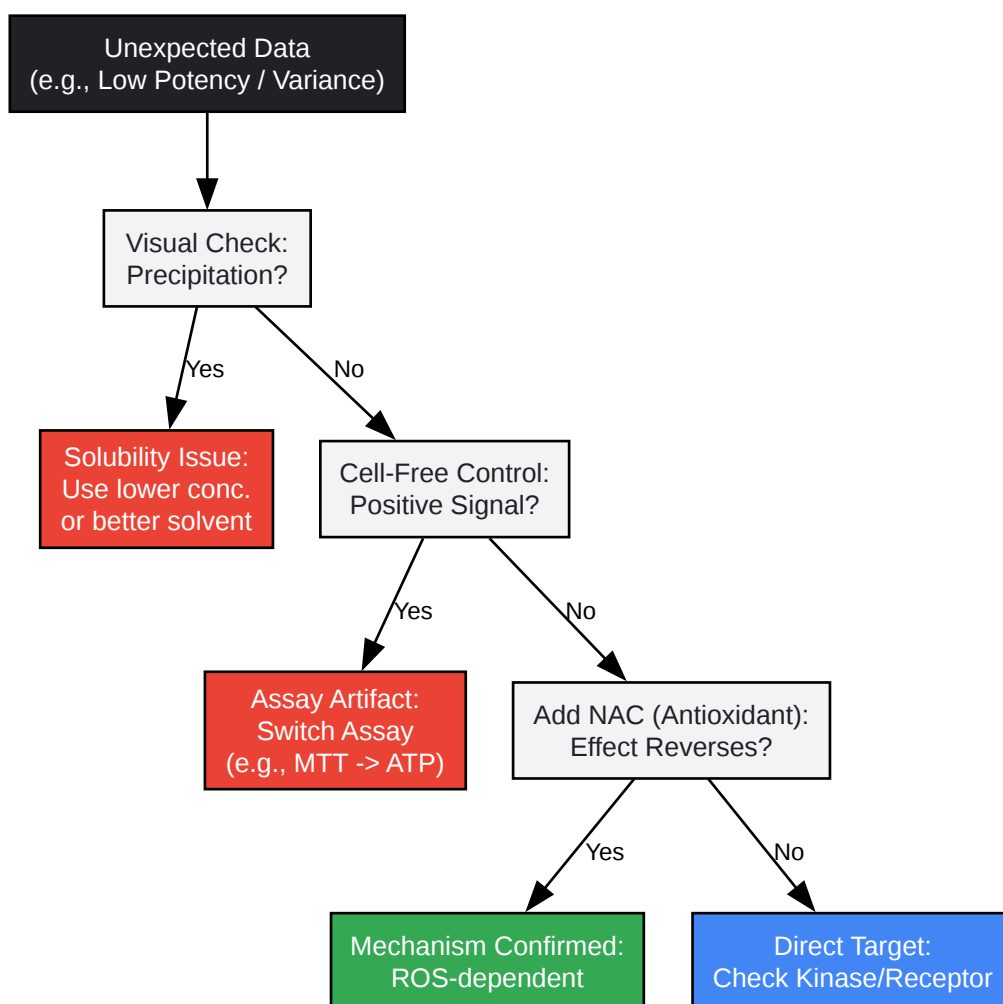 Unexpected Data
(e.g., Low Potency / Variance)
Visual Check:
Precipitation?
Yes
No
Solubility Issue:
Use lower conc.
or better solvent
Cell-Free Control:
Positive Signal?
Yes
No
Assay Artifact:
Switch Assay
(e.g., MTT -> ATP)
Add NAC (Antioxidant):
Effect Reverses?
Yes
No
Mechanism Confirmed:
ROS-dependent
Direct Target:
Check Kinase/Receptor